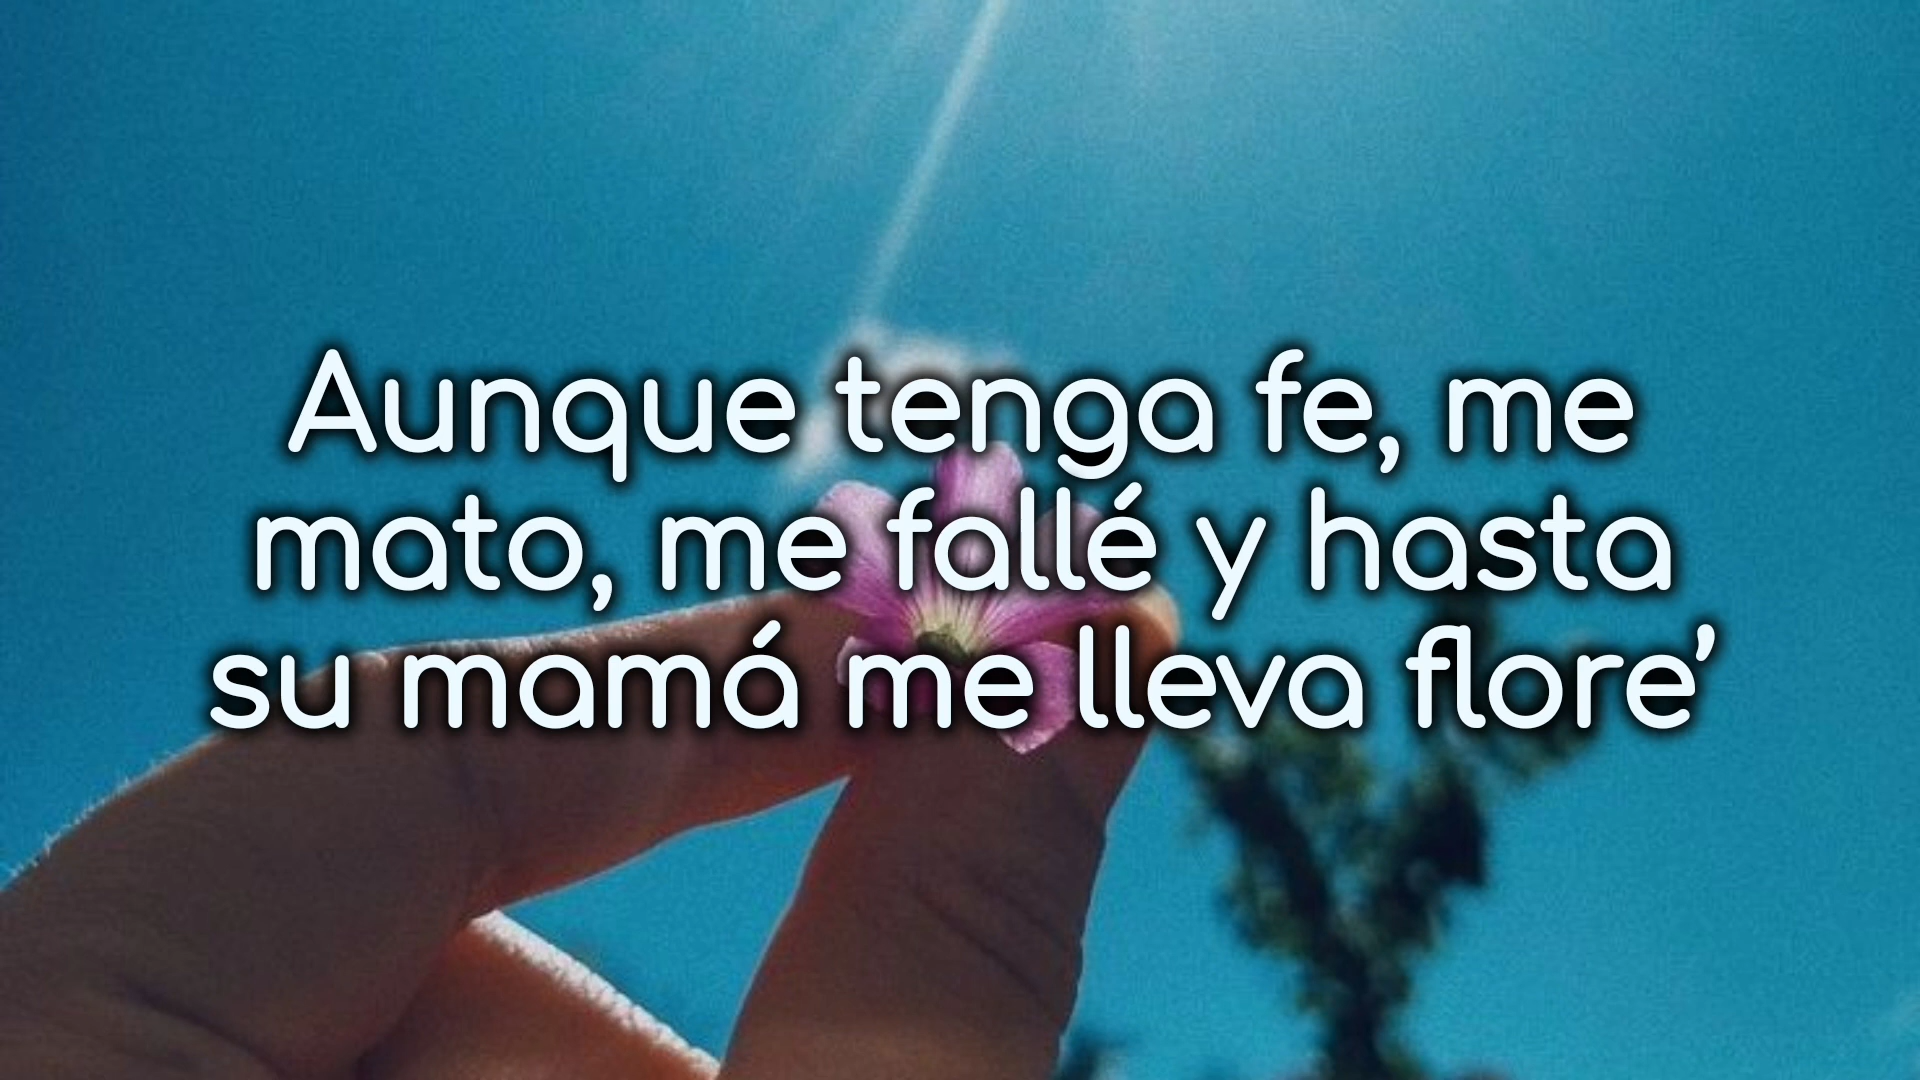 Aunque tenga fe, me
mato, me fallé y hasta
su mamá me lleva flore’